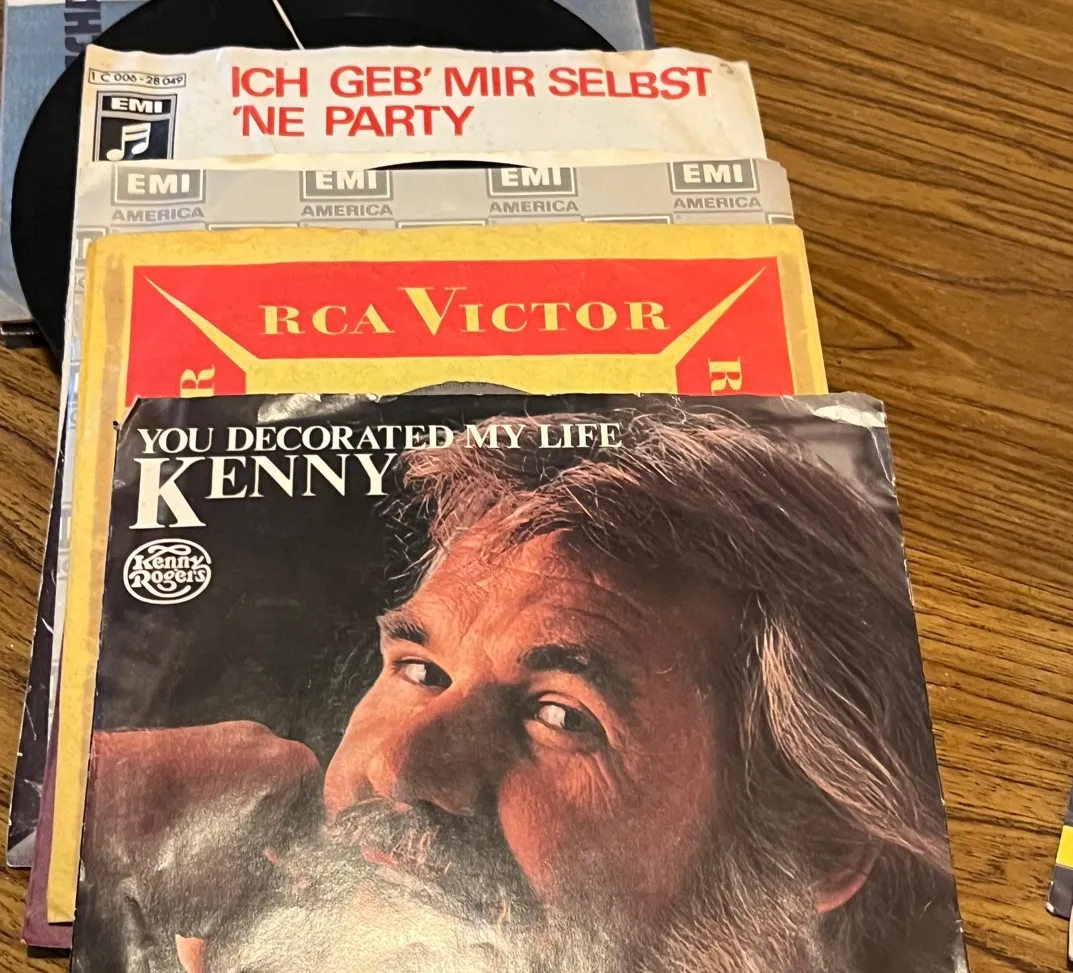 1 C 006-28 049
EMI
ICH GEB' MIR SELBST
'NE PARTY
EMI EMI EMI EMI
AMERICA AMERICA AMERICA AMERICA
RCA VICTOR
R R
YOU DECORATED MY LIFE
KENNY
Kenny
Rogers